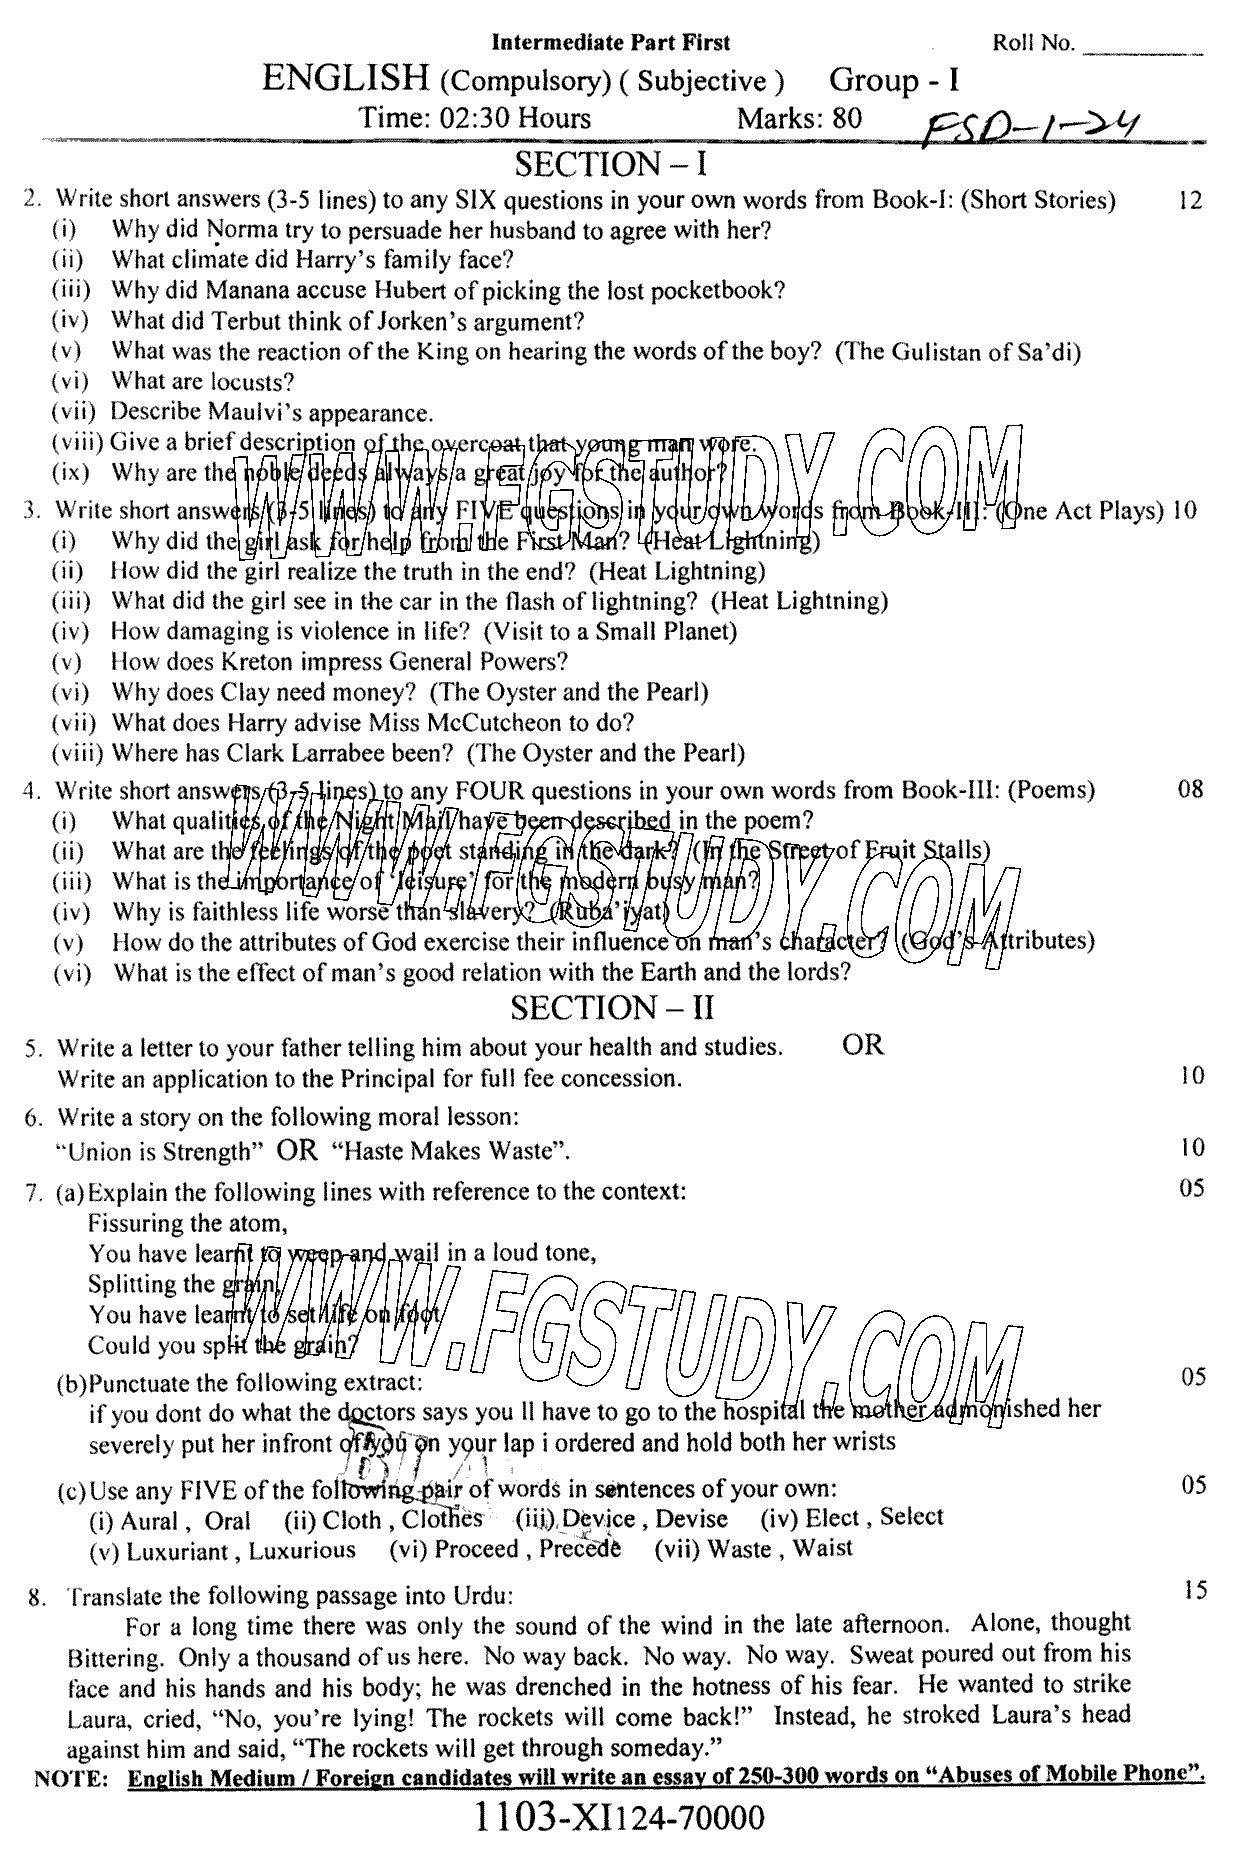 Intermediate Part First Roll No. __________
ENGLISH (Compulsory) ( Subjective ) Group - I
Time: 02:30 Hours Marks: 80 FSD-1-24
SECTION – I
2. Write short answers (3-5 lines) to any SIX questions in your own words from Book-I: (Short Stories) 12
(i) Why did Norma try to persuade her husband to agree with her?
(ii) What climate did Harry's family face?
(iii) Why did Manana accuse Hubert of picking the lost pocketbook?
(iv) What did Terbut think of Jorken's argument?
(v) What was the reaction of the King on hearing the words of the boy? (The Gulistan of Sa'di)
(vi) What are locusts?
(vii) Describe Maulvi's appearance.
(viii) Give a brief description of the overcoat that young man wore.
(ix) Why are the noble deeds always a great joy for the author?
WWW.FGSTUDY.COM
3. Write short answers (3-5 lines) to any FIVE questions in your own words from Book-III: (One Act Plays) 10
(i) Why did the girl ask for help from the First Man? (Heat Lightning)
(ii) How did the girl realize the truth in the end? (Heat Lightning)
(iii) What did the girl see in the car in the flash of lightning? (Heat Lightning)
(iv) How damaging is violence in life? (Visit to a Small Planet)
(v) How does Kreton impress General Powers?
(vi) Why does Clay need money? (The Oyster and the Pearl)
(vii) What does Harry advise Miss McCutcheon to do?
(viii) Where has Clark Larrabee been? (The Oyster and the Pearl)
4. Write short answers (3-5 lines) to any FOUR questions in your own words from Book-III: (Poems) 08
(i) What qualities of the Night Mail have been described in the poem?
(ii) What are the feelings of the poet standing in the dark? (In the Street of Fruit Stalls)
(iii) What is the importance of 'leisure' for the modern busy man?
WWW.FGSTUDY.COM
(iv) Why is faithless life worse than slavery? (Ruba'iyat)
(v) How do the attributes of God exercise their influence on man's character? (God's Attributes)
(vi) What is the effect of man's good relation with the Earth and the lords?
SECTION – II
5. Write a letter to your father telling him about your health and studies. OR
Write an application to the Principal for full fee concession. 10
6. Write a story on the following moral lesson:
"Union is Strength" OR "Haste Makes Waste". 10
7. (a) Explain the following lines with reference to the context: 05
Fissuring the atom,
You have learnt to weep and wail in a loud tone,
Splitting the grain,
You have learnt to set life on foot
WWW.FGSTUDY.COM
Could you split the grain?
(b) Punctuate the following extract: 05
if you dont do what the doctors says you ll have to go to the hospital the mother admonished her
severely put her infront of you on your lap i ordered and hold both her wrists
(c) Use any FIVE of the following pair of words in sentences of your own: 05
(i) Aural , Oral (ii) Cloth , Clothes (iii) Device , Devise (iv) Elect , Select
(v) Luxuriant , Luxurious (vi) Proceed , Precede (vii) Waste , Waist
8. Translate the following passage into Urdu: 15
For a long time there was only the sound of the wind in the late afternoon. Alone, thought
Bittering. Only a thousand of us here. No way back. No way. No way. Sweat poured out from his
face and his hands and his body; he was drenched in the hotness of his fear. He wanted to strike
Laura, cried, "No, you're lying! The rockets will come back!" Instead, he stroked Laura's head
against him and said, "The rockets will get through someday."
NOTE: English Medium / Foreign candidates will write an essay of 250-300 words on "Abuses of Mobile Phone".
1103-XI124-70000